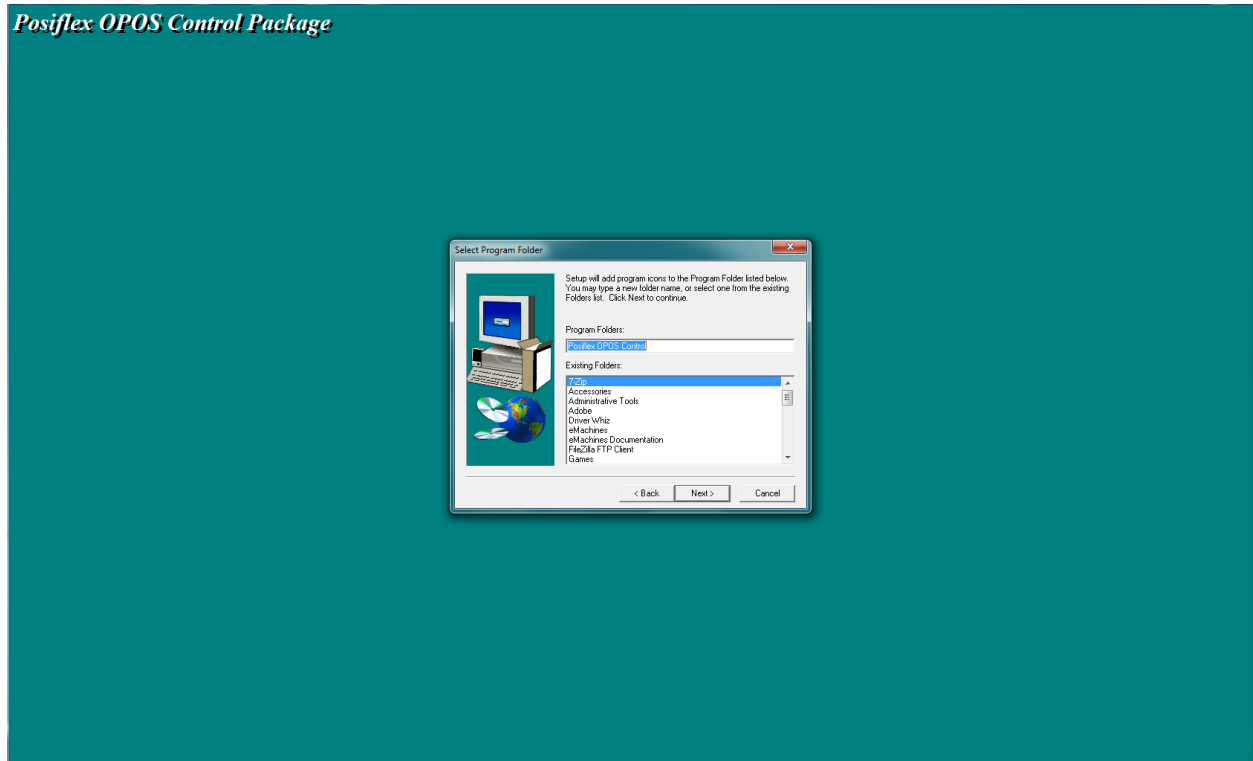 Posiflex OPOS Control Package
Select Program Folder
Setup will add program icons to the Program Folder listed below.
You may type a new folder name, or select one from the existing
Folders list. Click Next to continue.
Program Folders:
Posiflex OPOS Control
Existing Folders:
7-Zip
Accessories
Administrative Tools
Adobe
Driver Whiz
eMachines
eMachines Documentation
FileZilla FTP Client
Games
< Back Next > Cancel